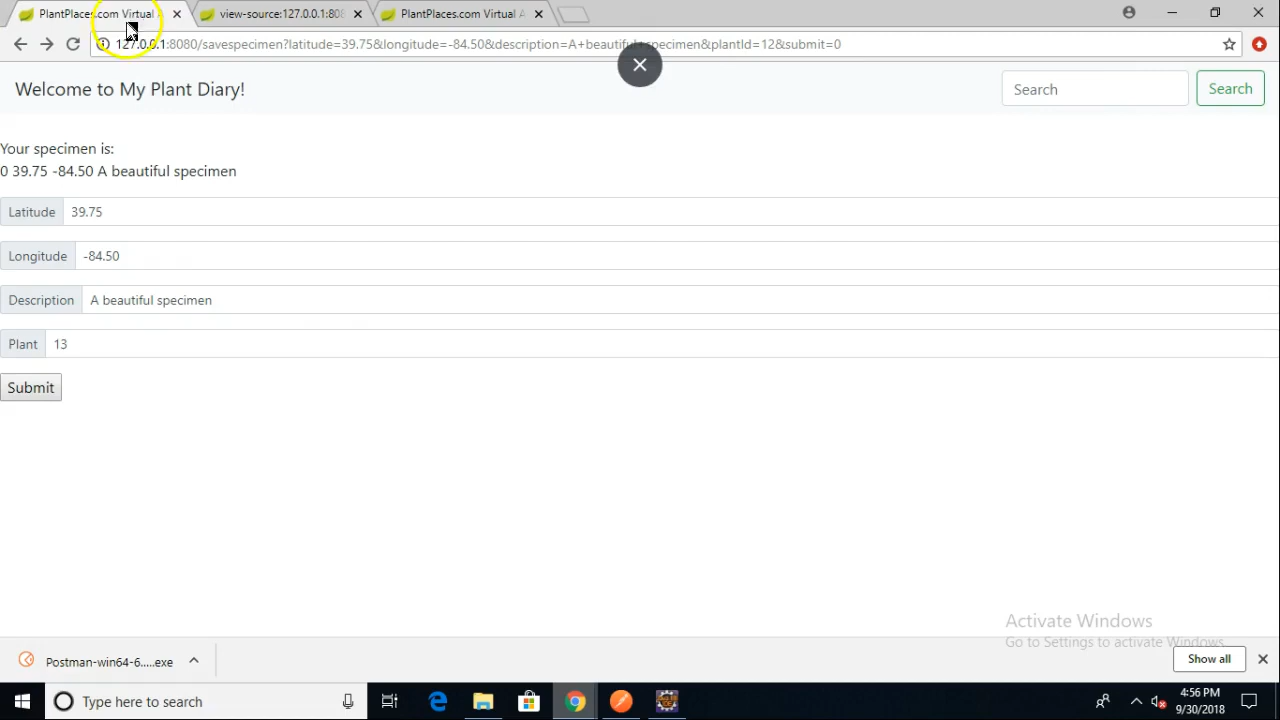 PlantPlaces.com Virtual
view-source:127.0.0.1:808
PlantPlaces.com Virtual A
127.0.0.1:8080/savespecimen?latitude=39.75&longitude=-84.50&description=A+beautiful+specimen&plantId=12&submit=0
Welcome to My Plant Diary!
Search
Search
Your specimen is:
0 39.75 -84.50 A beautiful specimen
Latitude 39.75
Longitude -84.50
Description A beautiful specimen
Plant 13
Submit
Activate Windows
Go to Settings to activate Windows.
Postman-win64-6.....exe
Show all
Type here to search
4:56 PM
9/30/2018